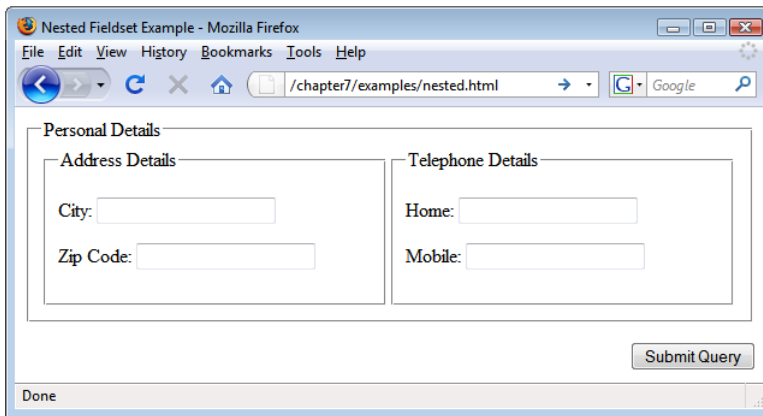 Nested Fieldset Example - Mozilla Firefox
File Edit View History Bookmarks Tools Help
/chapter7/examples/nested.html G Google
Personal Details
Address Details Telephone Details
City: Home:
Zip Code: Mobile:
Submit Query
Done